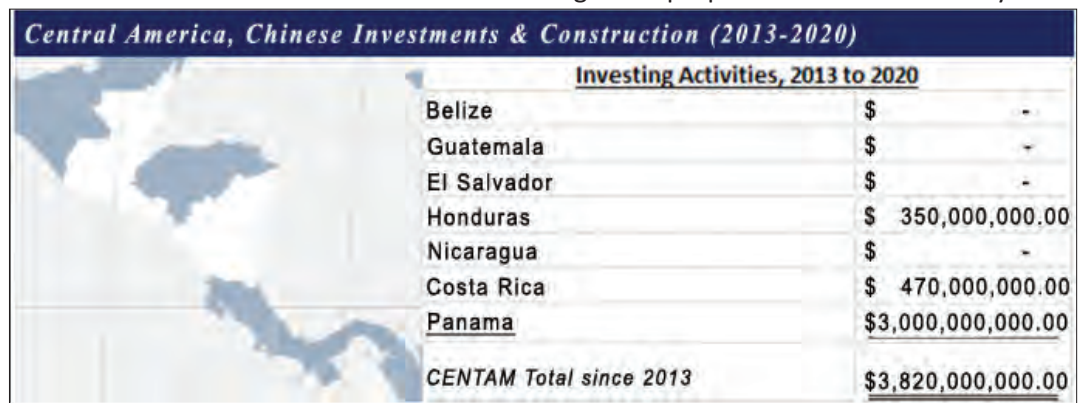 Central America, Chinese Investments & Construction (2013-2020)
Investing Activities, 2013 to 2020
Belize $ -
Guatemala $ -
El Salvador $ -
Honduras $ 350,000,000.00
Nicaragua $ -
Costa Rica $ 470,000,000.00
Panama $3,000,000,000.00
CENTAM Total since 2013 $3,820,000,000.00